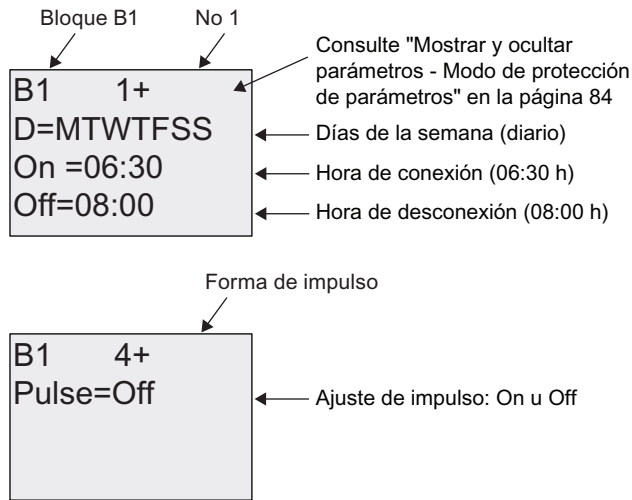 Bloque B1 No 1
B1 1+
D=MTWTFSS
On =06:30
Off=08:00
Consulte "Mostrar y ocultar
parámetros - Modo de protección
de parámetros" en la página 84
Días de la semana (diario)
Hora de conexión (06:30 h)
Hora de desconexión (08:00 h)
Forma de impulso
B1 4+
Pulse=Off
Ajuste de impulso: On u Off